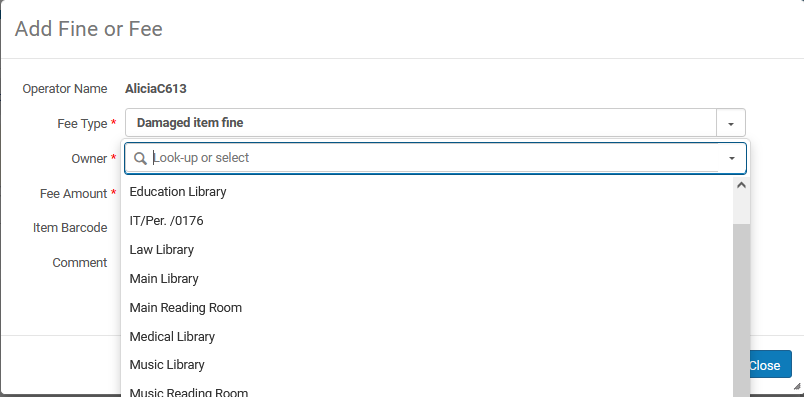 Add Fine or Fee
Operator Name AliciaC613
Fee Type * Damaged item fine
Owner * Look-up or select
Fee Amount *
Item Barcode
Comment
Education Library
IT/Per. /0176
Law Library
Main Library
Main Reading Room
Medical Library
Music Library
Music Reading Room
Close